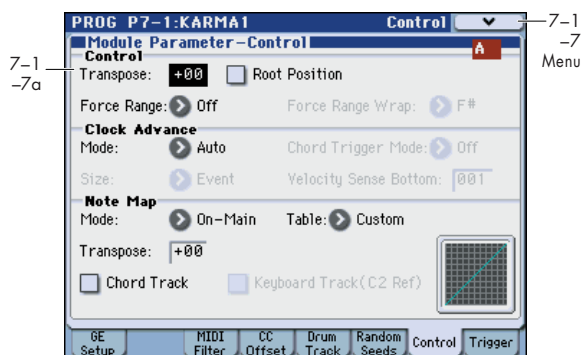 PROG P7-1:KARMA1 Control
7-1
-7
Menu
Module Parameter-Control
A
7-1
-7a
Control
Transpose: +00 Root Position
Force Range: Off Force Range Wrap: F#
Clock Advance
Mode: Auto Chord Trigger Mode: Off
Size: Event Velocity Sense Bottom: 001
Note Map
Mode: On-Main Table: Custom
Transpose: +00
Chord Track Keyboard Track(C2 Ref)
GE Setup
MIDI Filter
CC Offset
Drum Track
Random Seeds
Control
Trigger